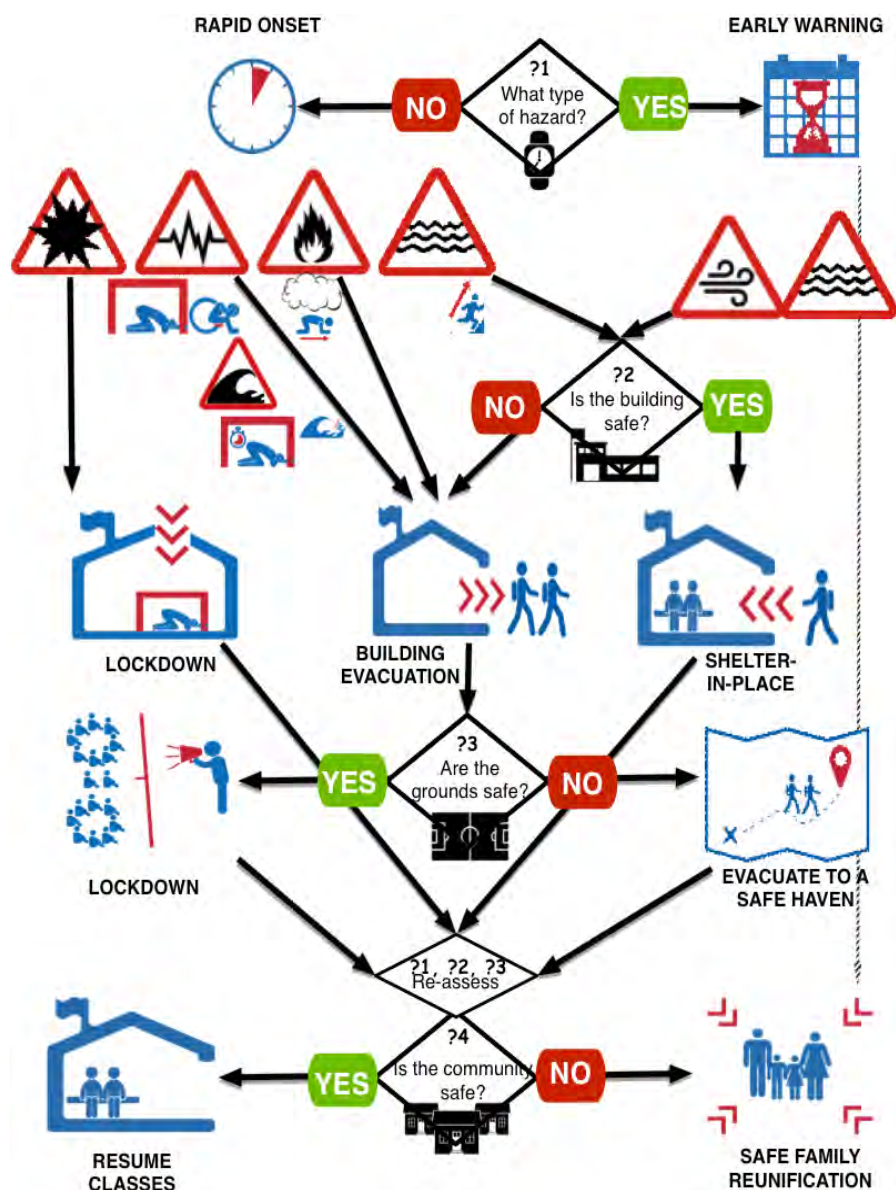 RAPID ONSET
EARLY WARNING
?1
What type
of hazard?
NO
YES
?2
Is the building
safe?
NO
YES
LOCKDOWN
BUILDING
EVACUATION
SHELTER-
IN-PLACE
?3
Are the
grounds safe?
YES
NO
LOCKDOWN
EVACUATE TO A
SAFE HAVEN
?1, ?2, ?3
Re-assess
?4
Is the community
safe?
YES
NO
RESUME
CLASSES
SAFE FAMILY
REUNIFICATION